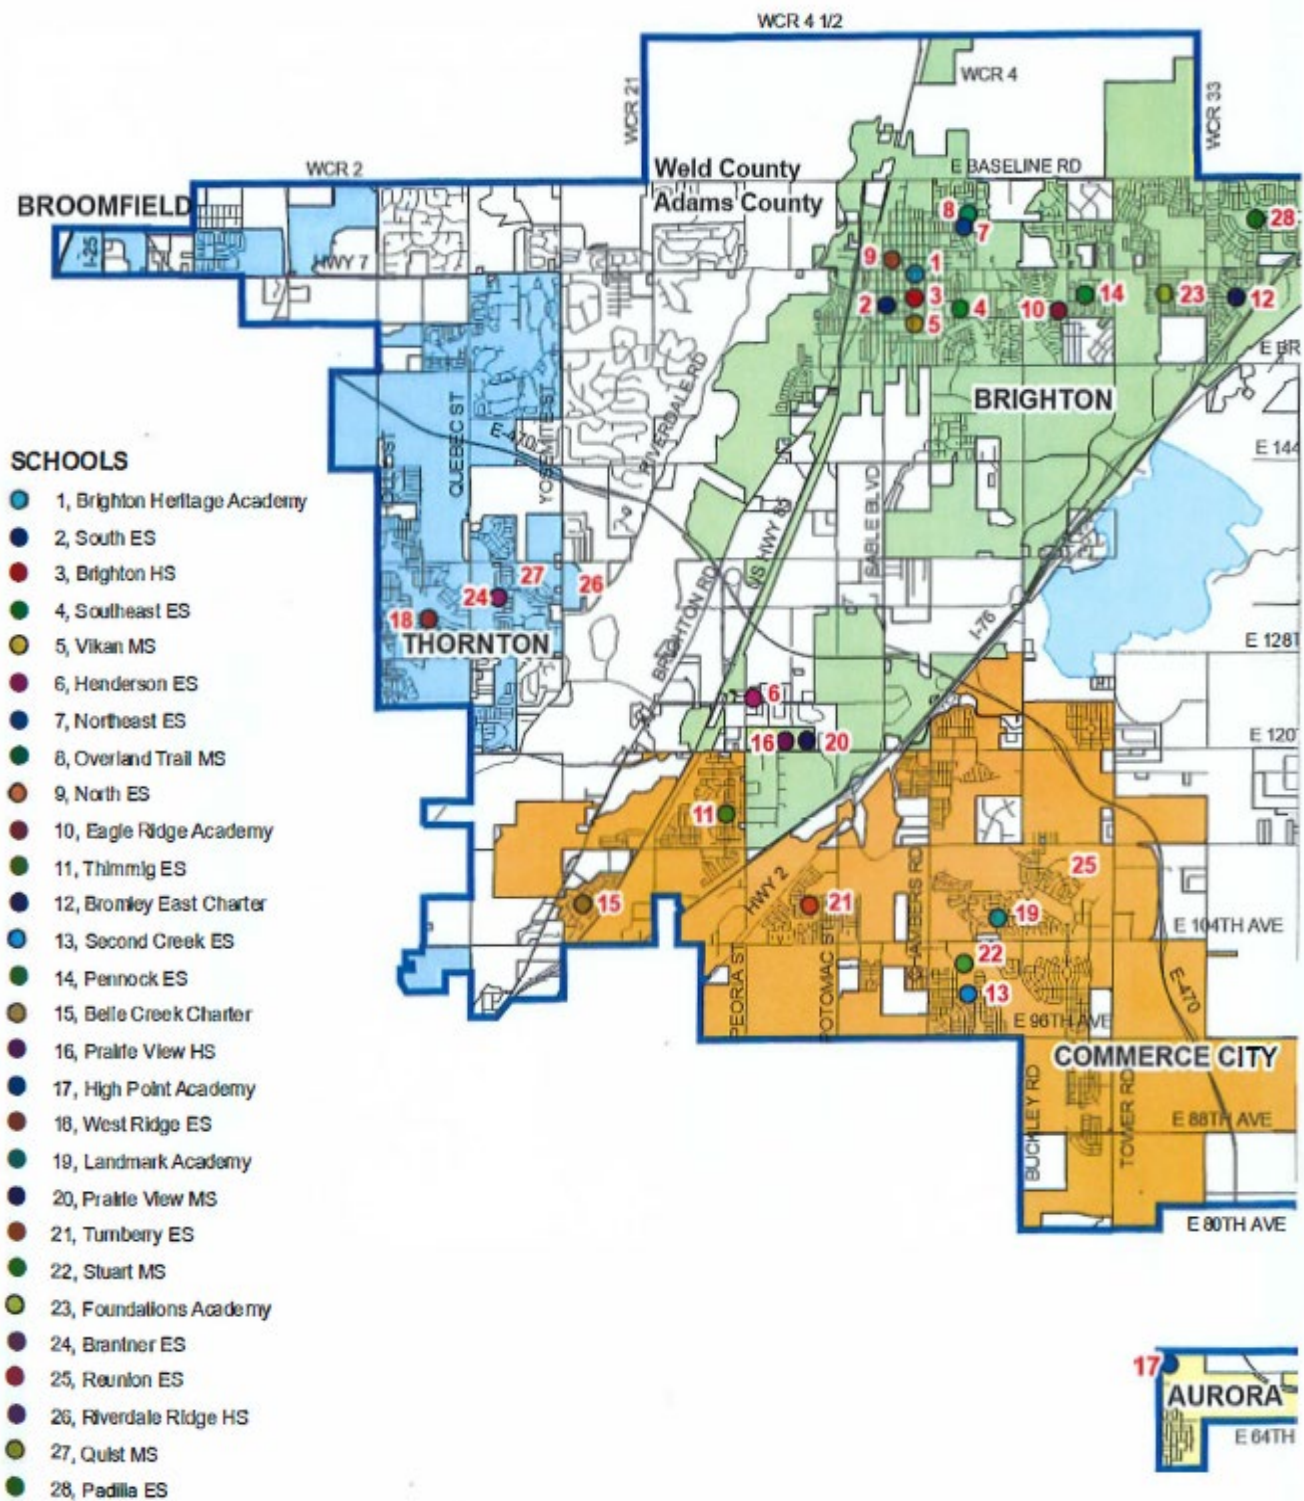 WCR 4 1/2
WCR 21
WCR 4
WCR 33
WCR 2
Weld County
E BASELINE RD
BROOMFIELD
Adams County
8
28
I-25
7
HWY 7
9
1
2
3
4
10
14
23
12
5
E BR
BRIGHTON
RIVERDALE RD
QUEBEC ST
E-470
YOSEMITE ST
E 144
SCHOOLS
US HWY 85
SABLE BLVD
1, Brighton Heritage Academy
2, South ES
3, Brighton HS
4, Southeast ES
5, Vikan MS
6, Henderson ES
7, Northeast ES
8, Overland Trail MS
9, North ES
10, Eagle Ridge Academy
11, Thimmig ES
12, Bromley East Charter
13, Second Creek ES
14, Pennock ES
15, Belle Creek Charter
16, Prairie View HS
17, High Point Academy
18, West Ridge ES
19, Landmark Academy
20, Prairie View MS
21, Turnberry ES
22, Stuart MS
23, Foundations Academy
24, Brantner ES
25, Reunion ES
26, Riverdale Ridge HS
27, Quist MS
28, Padilla ES
27
26
24
18
THORNTON
BRIGHTON RD
I-76
E 128T
6
16
20
E 120T
11
25
HWY 2
15
21
CHAMBERS RD
19
E 104TH AVE
22
PEORIA ST
POTOMAC ST
13
E-470
E 96TH AVE
COMMERCE CITY
BUCKLEY RD
TOWER RD
E 88TH AVE
E 80TH AVE
17
AURORA
E 64TH